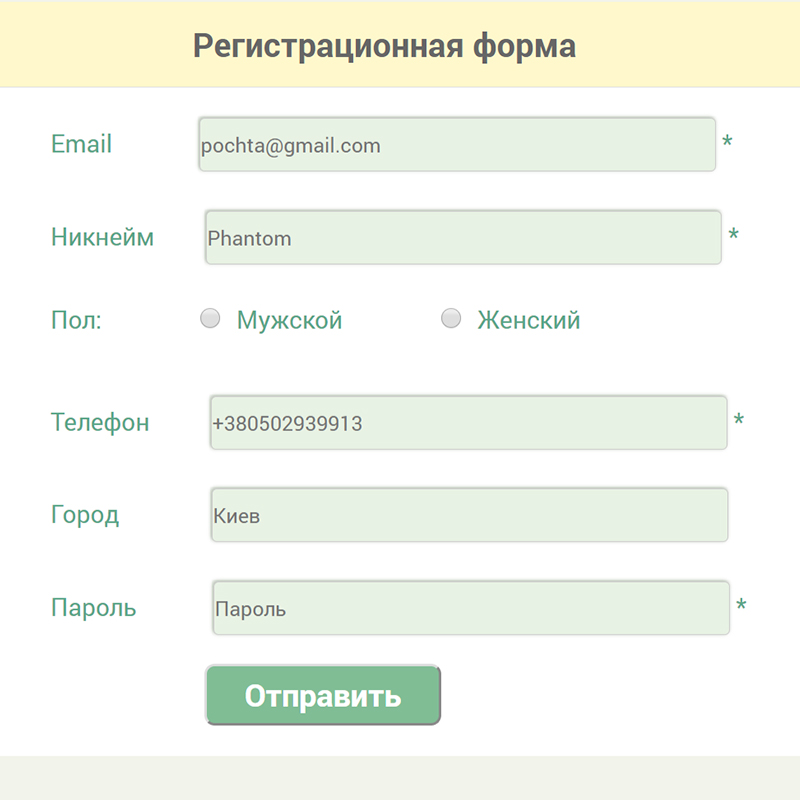 Регистрационная форма
Email pochta@gmail.com *
Никнейм Phantom *
Пол: Мужской Женский
Телефон +380502939913 *
Город Киев
Пароль Пароль *
Отправить